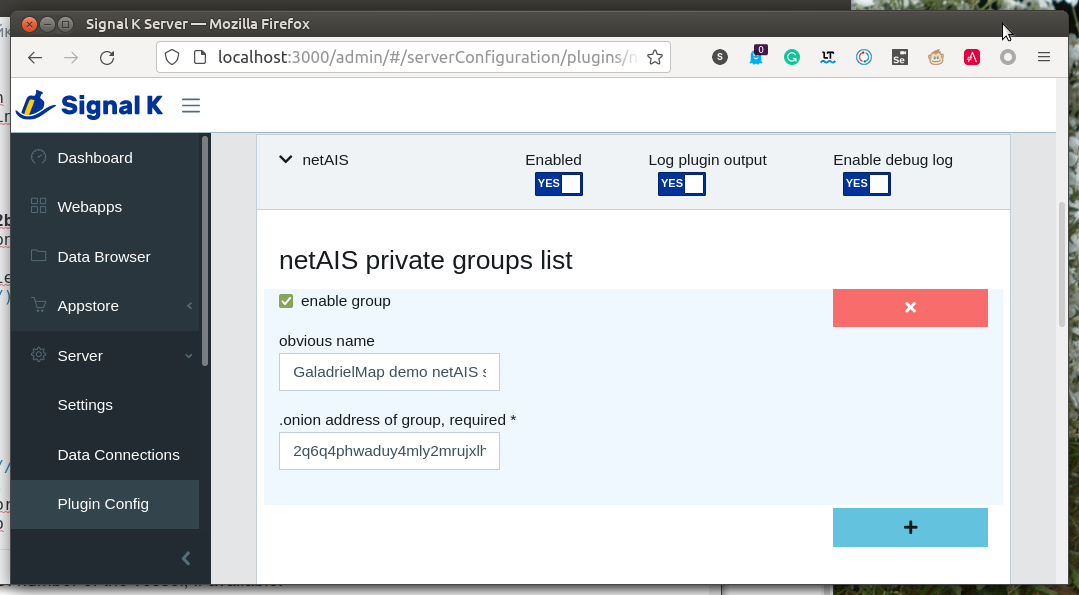 Signal K Server — Mozilla Firefox
localhost:3000/admin/#/serverConfiguration/plugins/n
S
0
LT
Se
Signal K
Dashboard
Webapps
Data Browser
Appstore
Server
Settings
Data Connections
Plugin Config
netAIS
Enabled
Log plugin output
Enable debug log
YES
YES
YES
netAIS private groups list
enable group
obvious name
GaladrielMap demo netAIS s
.onion address of group, required *
2q6q4phwaduy4mly2mrujxlh